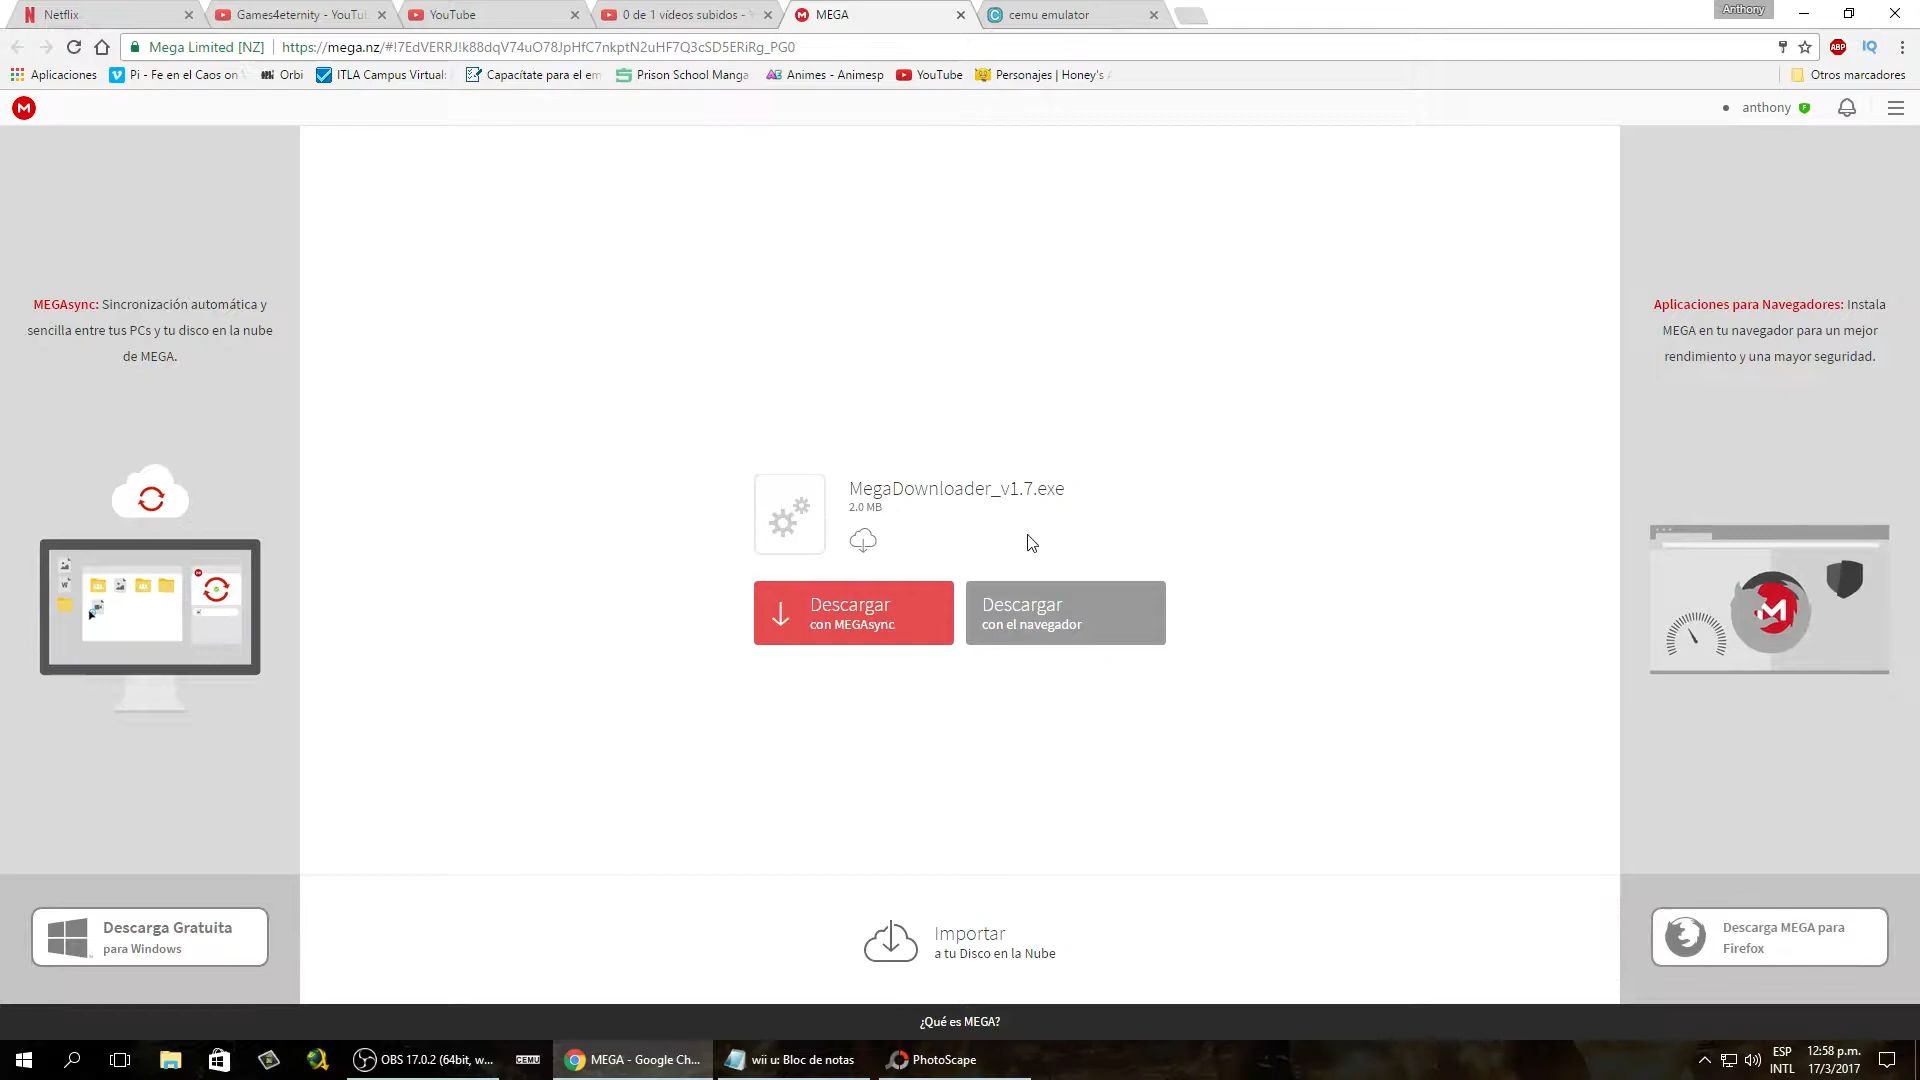 Netflix
Games4eternity - YouTu
YouTube
0 de 1 vídeos subidos -
MEGA
cemu emulator
Anthony
Mega Limited [NZ]
https://mega.nz/#!7EdVERRJ!k88dqV74uO78JpHfC7nkptN2uHF7Q3cSD5ERiRg_PG0
ABP
IQ
Aplicaciones
Pi - Fe en el Caos on
Orbi
ITLA Campus Virtual:
Capacítate para el em
Prison School Manga
Animes - Animesp
YouTube
Personajes | Honey's
Otros marcadores
anthony
MEGAsync: Sincronización automática y
sencilla entre tus PCs y tu disco en la nube
de MEGA.
Aplicaciones para Navegadores: Instala
MEGA en tu navegador para un mejor
rendimiento y una mayor seguridad.
MegaDownloader_v1.7.exe
2.0 MB
Descargar
con MEGAsync
Descargar
con el navegador
Descarga Gratuita
para Windows
Importar
a tu Disco en la Nube
Descarga MEGA para
Firefox
¿Qué es MEGA?
OBS 17.0.2 (64bit, w...
CEMU
MEGA - Google Ch...
wii u: Bloc de notas
PhotoScape
ESP
INTL
12:58 p.m.
17/3/2017